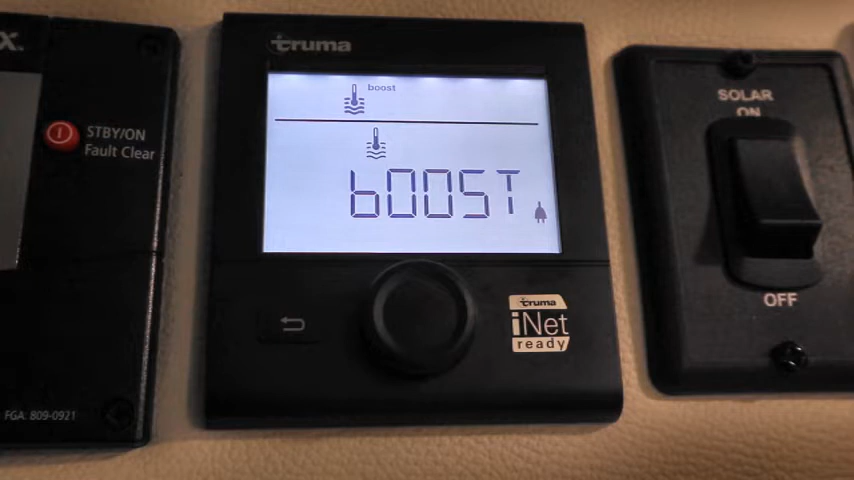 X
STBY/ON
Fault Clear
FGA: 809-0921
truma
boost
bOOST
truma
iNet
ready
SOLAR
ON
OFF